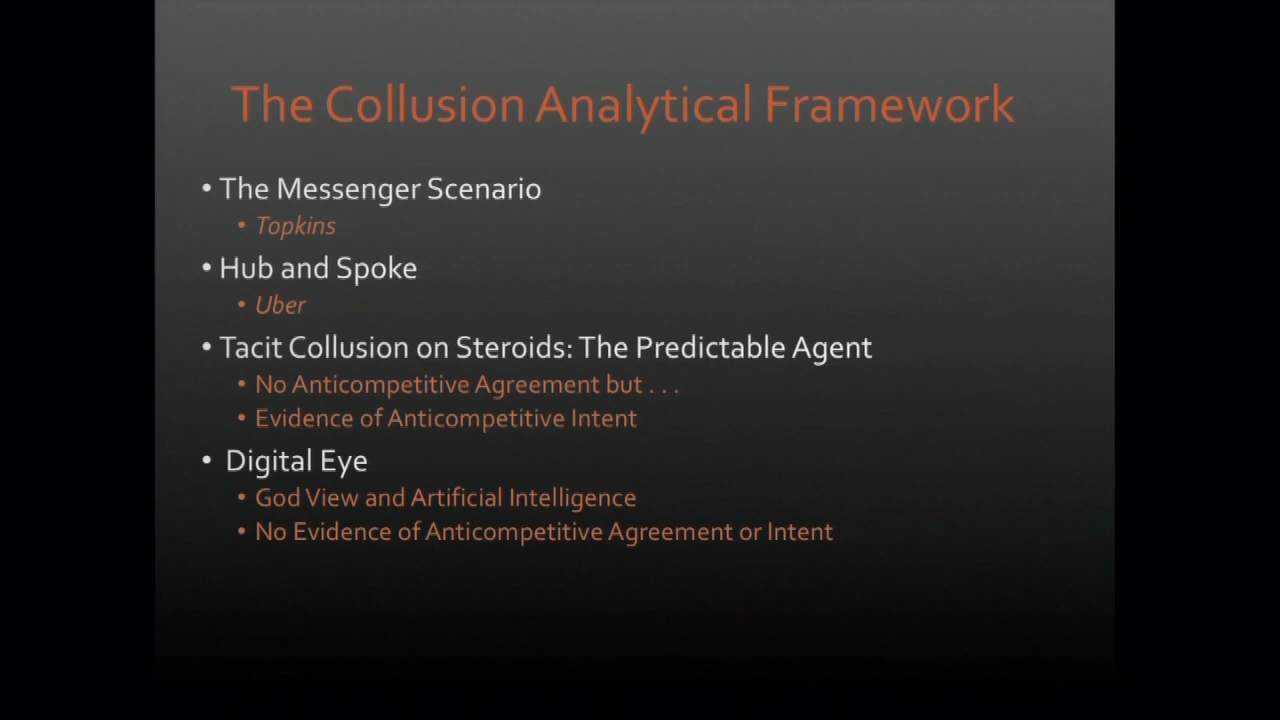 The Collusion Analytical Framework
• The Messenger Scenario
• Topkins
• Hub and Spoke
• Uber
• Tacit Collusion on Steroids: The Predictable Agent
• No Anticompetitive Agreement but . . .
• Evidence of Anticompetitive Intent
• Digital Eye
• God View and Artificial Intelligence
• No Evidence of Anticompetitive Agreement or Intent